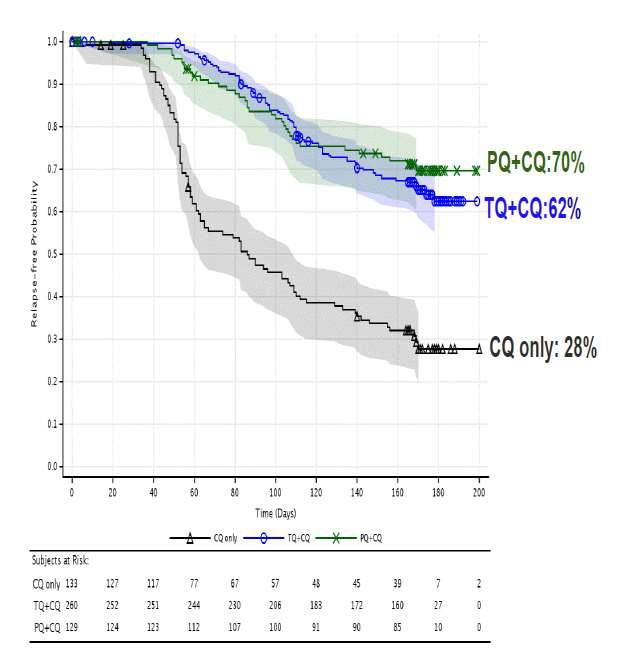 1.0
0.9
0.8
0.7
0.6
0.5
0.4
0.3
0.2
0.1
0.0
Relapse-free Probability
PQ+CQ:70%
TQ+CQ:62%
CQ only: 28%
0 20 40 60 80 100 120 140 160 180 200
Time (Days)
CQ only TQ+CQ PQ+CQ
Subjects at Risk:
CQ only 133 127 117 77 67 57 48 45 39 7 2
TQ+CQ 260 252 251 244 230 206 183 172 160 27 0
PQ+CQ 129 124 123 112 107 100 91 90 85 10 0